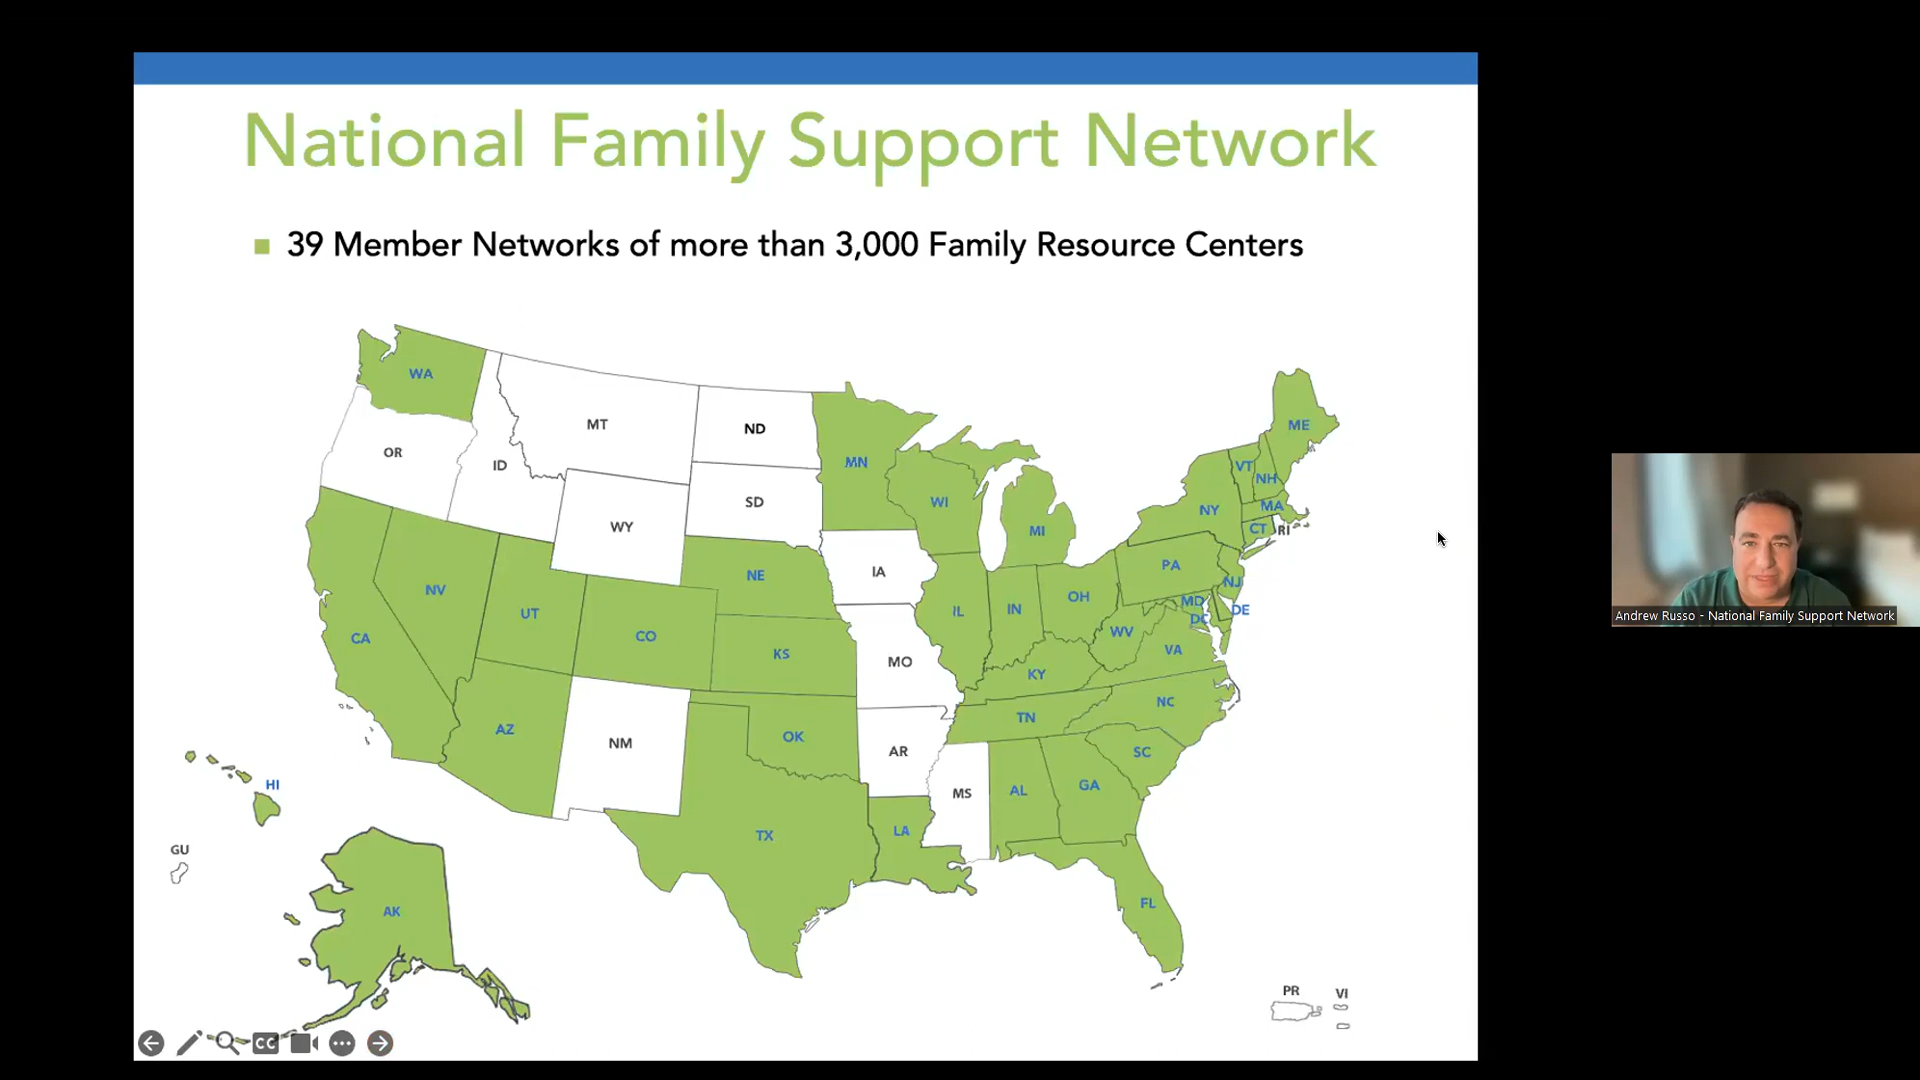 National Family Support Network
39 Member Networks of more than 3,000 Family Resource Centers
WA
MT
ND
ME
OR
ID
MN
VT
NH
SD
WI
NY
MA
WY
MI
CT
RI
PA
IA
NE
NJ
NV
OH
MD
DE
UT
IL
IN
DC
CO
WV
CA
KS
VA
MO
KY
NC
TN
AZ
OK
NM
AR
SC
HI
MS
AL
GA
TX
LA
GU
AK
FL
PR
VI
CC
Andrew Russo - National Family Support Network